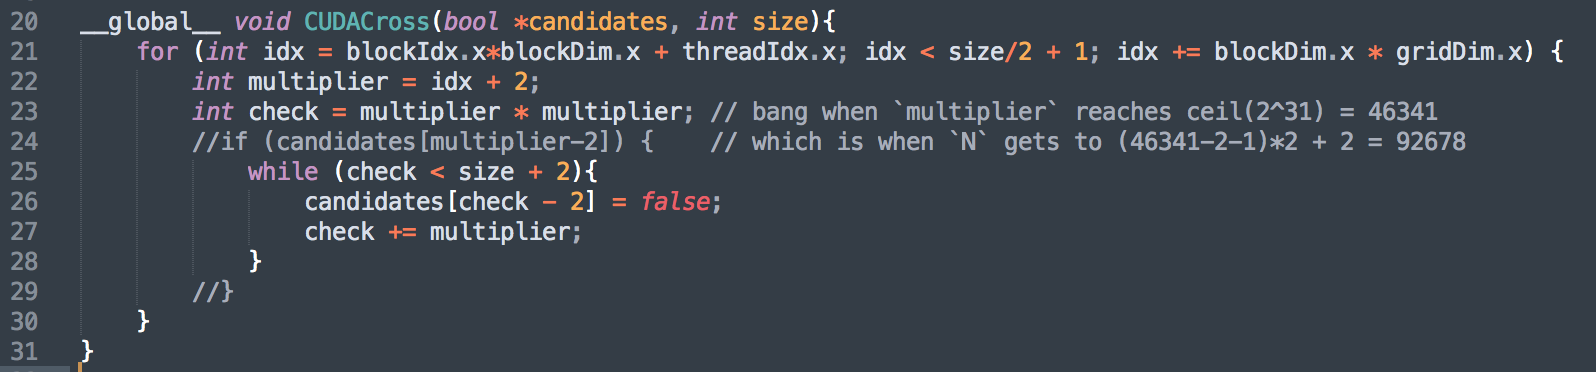 20 __global__ void CUDACross(bool *candidates, int size){
21     for (int idx = blockIdx.x*blockDim.x + threadIdx.x; idx < size/2 + 1; idx += blockDim.x * gridDim.x) {
22         int multiplier = idx + 2;
23         int check = multiplier * multiplier; // bang when `multiplier` reaches ceil(2^31) = 46341
24         //if (candidates[multiplier-2]) {    // which is when `N` gets to (46341-2-1)*2 + 2 = 92678
25             while (check < size + 2){
26                 candidates[check - 2] = false;
27                 check += multiplier;
28             }
29         //}
30     }
31 }